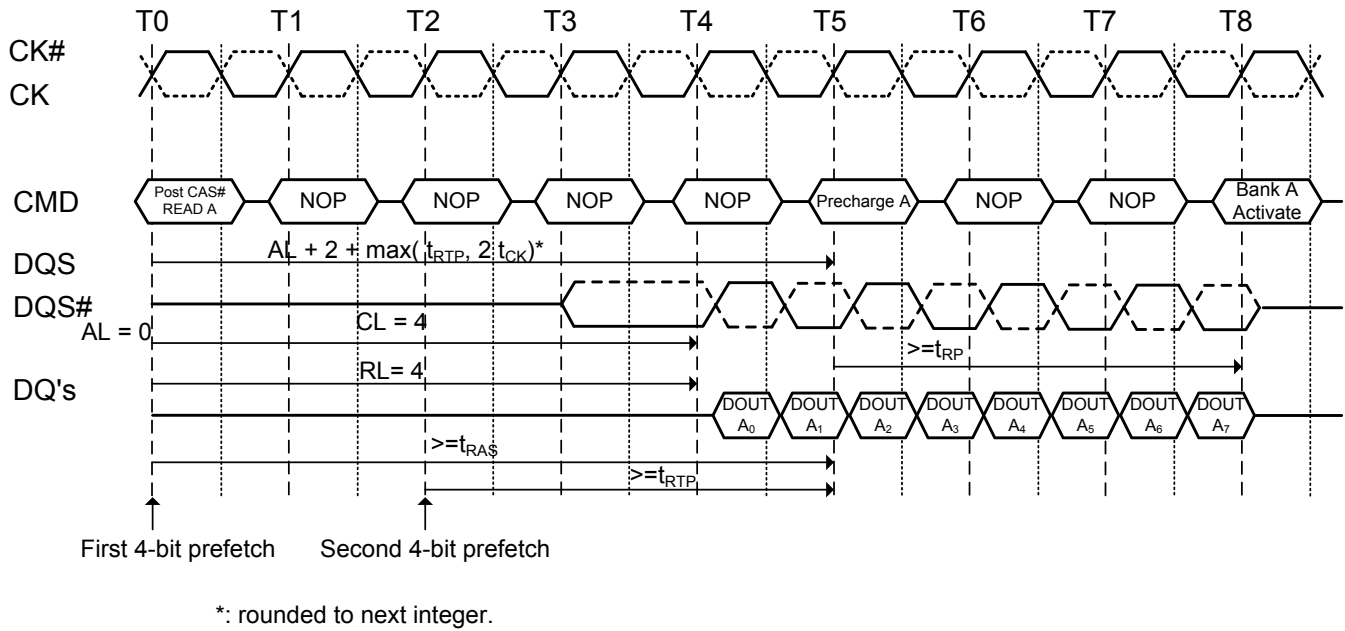 T0 T1 T2 T3 T4 T5 T6 T7 T8
CK#
CK
CMD
Post CAS#
READ A
NOP
NOP
NOP
NOP
Precharge A
NOP
NOP
Bank A
Activate
AL + 2 + max( tRTP, 2 tCK)*
DQS
DQS#
AL = 0
CL = 4
>=tRP
RL= 4
DQ's
DOUT
A0
DOUT
A1
DOUT
A2
DOUT
A3
DOUT
A4
DOUT
A5
DOUT
A6
DOUT
A7
>=tRAS
>=tRTP
First 4-bit prefetch
Second 4-bit prefetch
*: rounded to next integer.